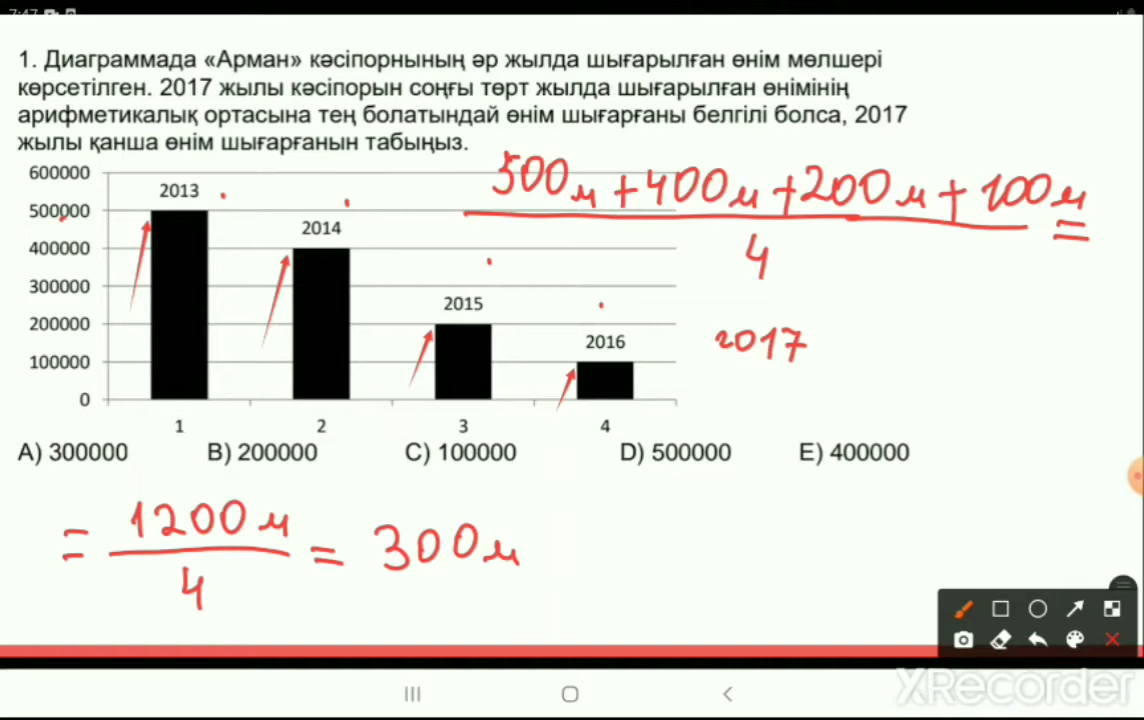 7:47
1. Диаграммада «Арман» кәсіпорнының әр жылда шығарылған өнім мөлшері
көрсетілген. 2017 жылы кәсіпорын соңғы төрт жылда шығарылған өнімінің
арифметикалық ортасына тең болатындай өнім шығарғаны белгілі болса, 2017
жылы қанша өнім шығарғанын табыңыз.
500м + 400м + 200м + 100м =
4
600000
500000
400000
300000
200000
100000
0
2013
2014
2015
2016
2017
1 2 3 4
A) 300000 B) 200000 C) 100000 D) 500000 E) 400000
= 1200м
4
= 300м
XRecorder